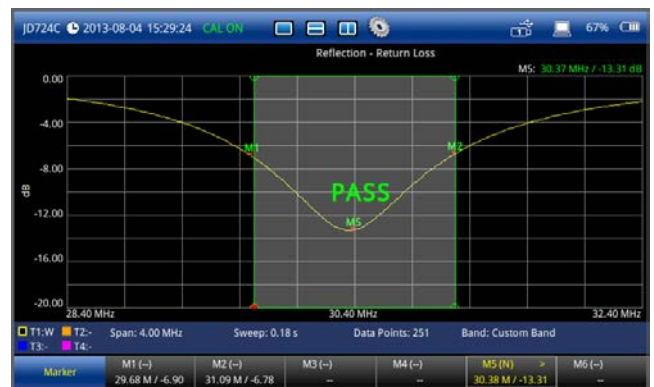 JD724C 2013-08-04 15:29:24 CAL ON 67%
Reflection - Return Loss
M5: 30.37 MHz / -13.31 dB
0.00
-4.00
M1 M2
-8.00
dB
PASS
-12.00
M5
-16.00
-20.00
28.40 MHz 30.40 MHz 32.40 MHz
T1:W T2:- Span: 4.00 MHz Sweep: 0.18 s Data Points: 251 Band: Custom Band
T3:- T4:-
Marker M1 (--) M2 (--) M3 (--) M4 (--) M5 (N) > M6 (--)
29.68 M / -6.90 31.09 M / -6.78 -- -- 30.38 M / -13.31 --